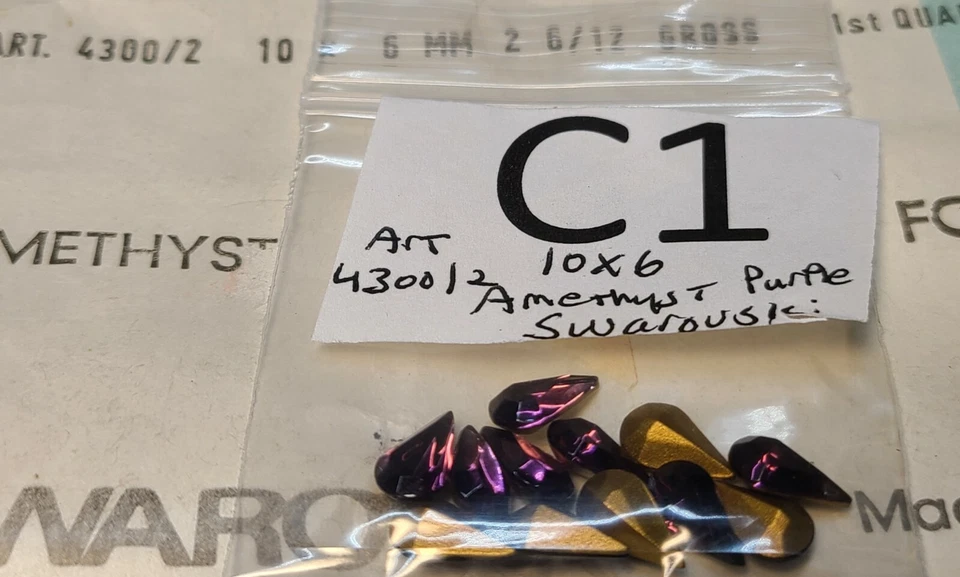 ART. 4300/2 10 6 MM 2 6/12 GROSS
1st QUA
C1
METHYST
FO
Art 10x6
4300/2 Amethyst Purple
Swarovski
WARO
Mad